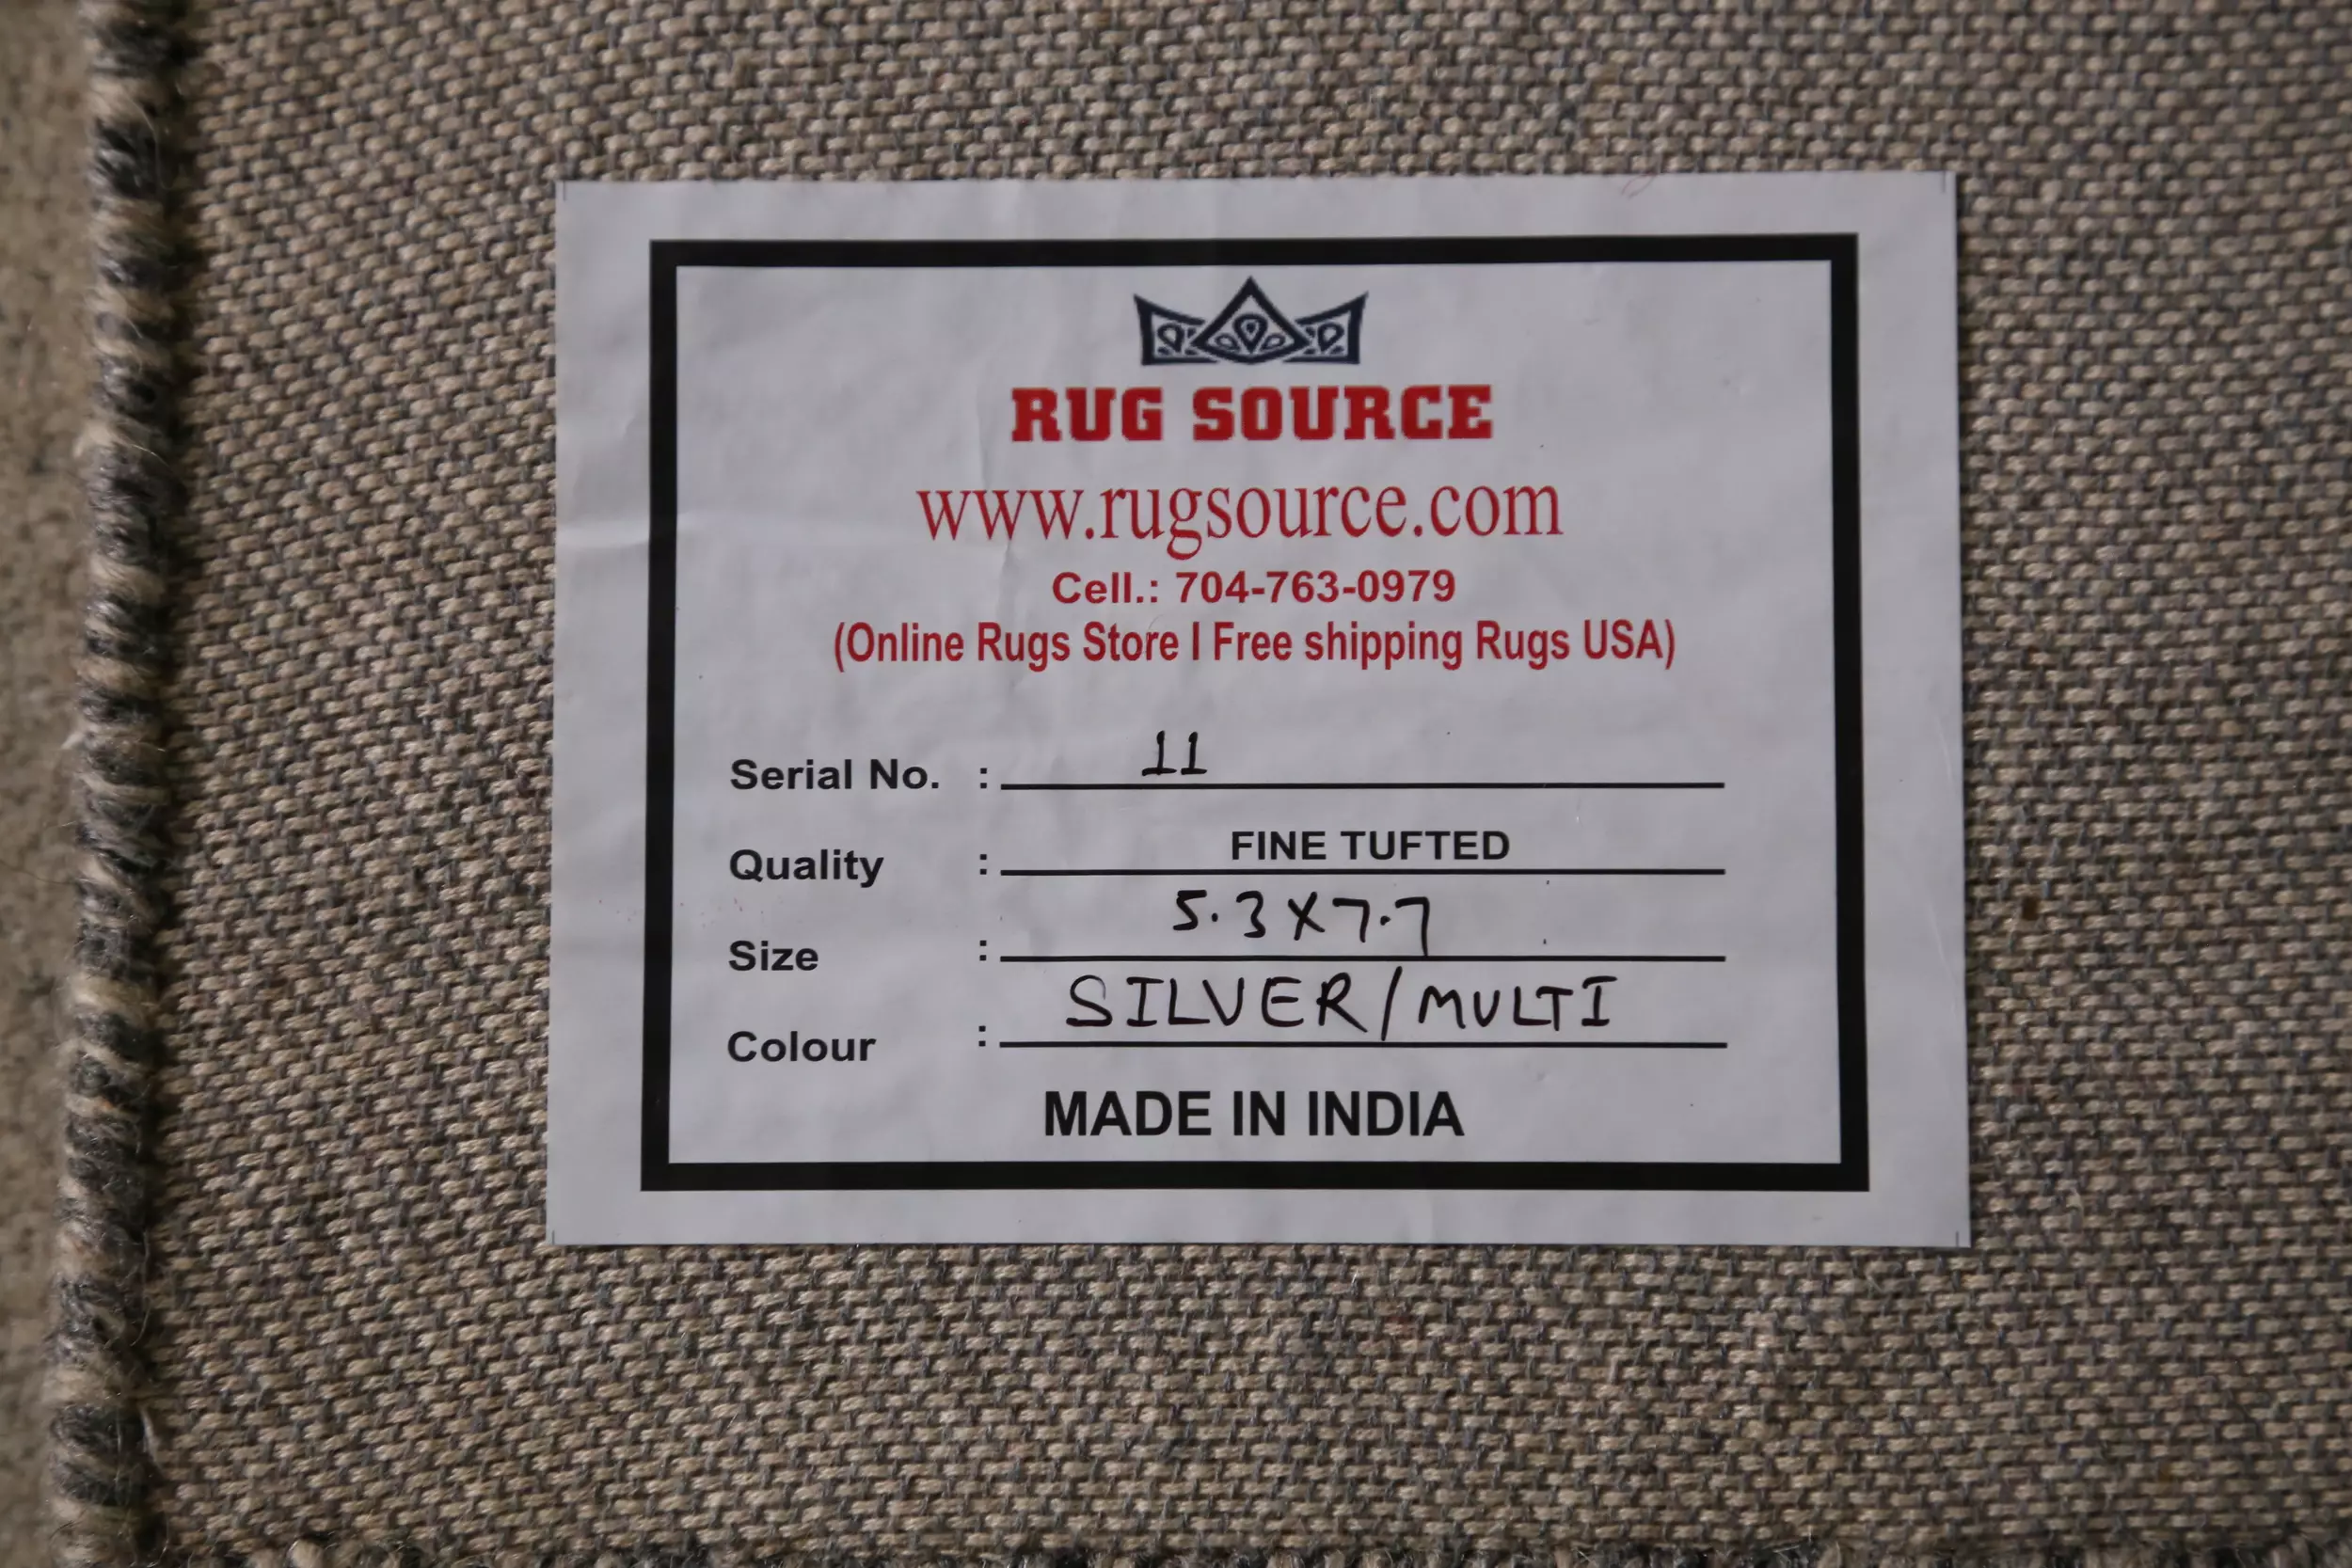 RUG SOURCE
www.rugsource.com
Cell.: 704-763-0979
(Online Rugs Store I Free shipping Rugs USA)
Serial No. : 11
Quality : FINE TUFTED
Size : 5.3X7.7
Colour : SILVER/MULTI
MADE IN INDIA